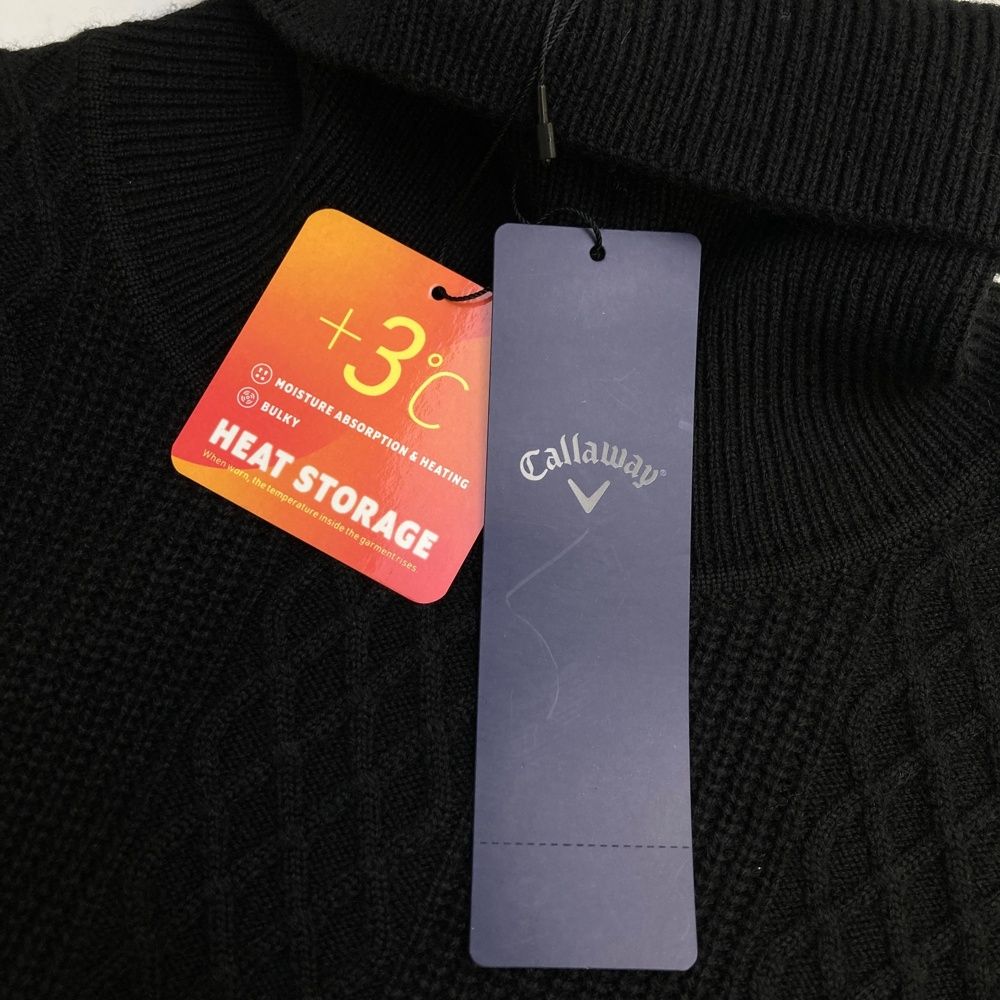 +3°C
MOISTURE ABSORPTION & HEATING
BULKY
HEAT STORAGE
When worn, the temperature inside the garment rises.
Callaway®